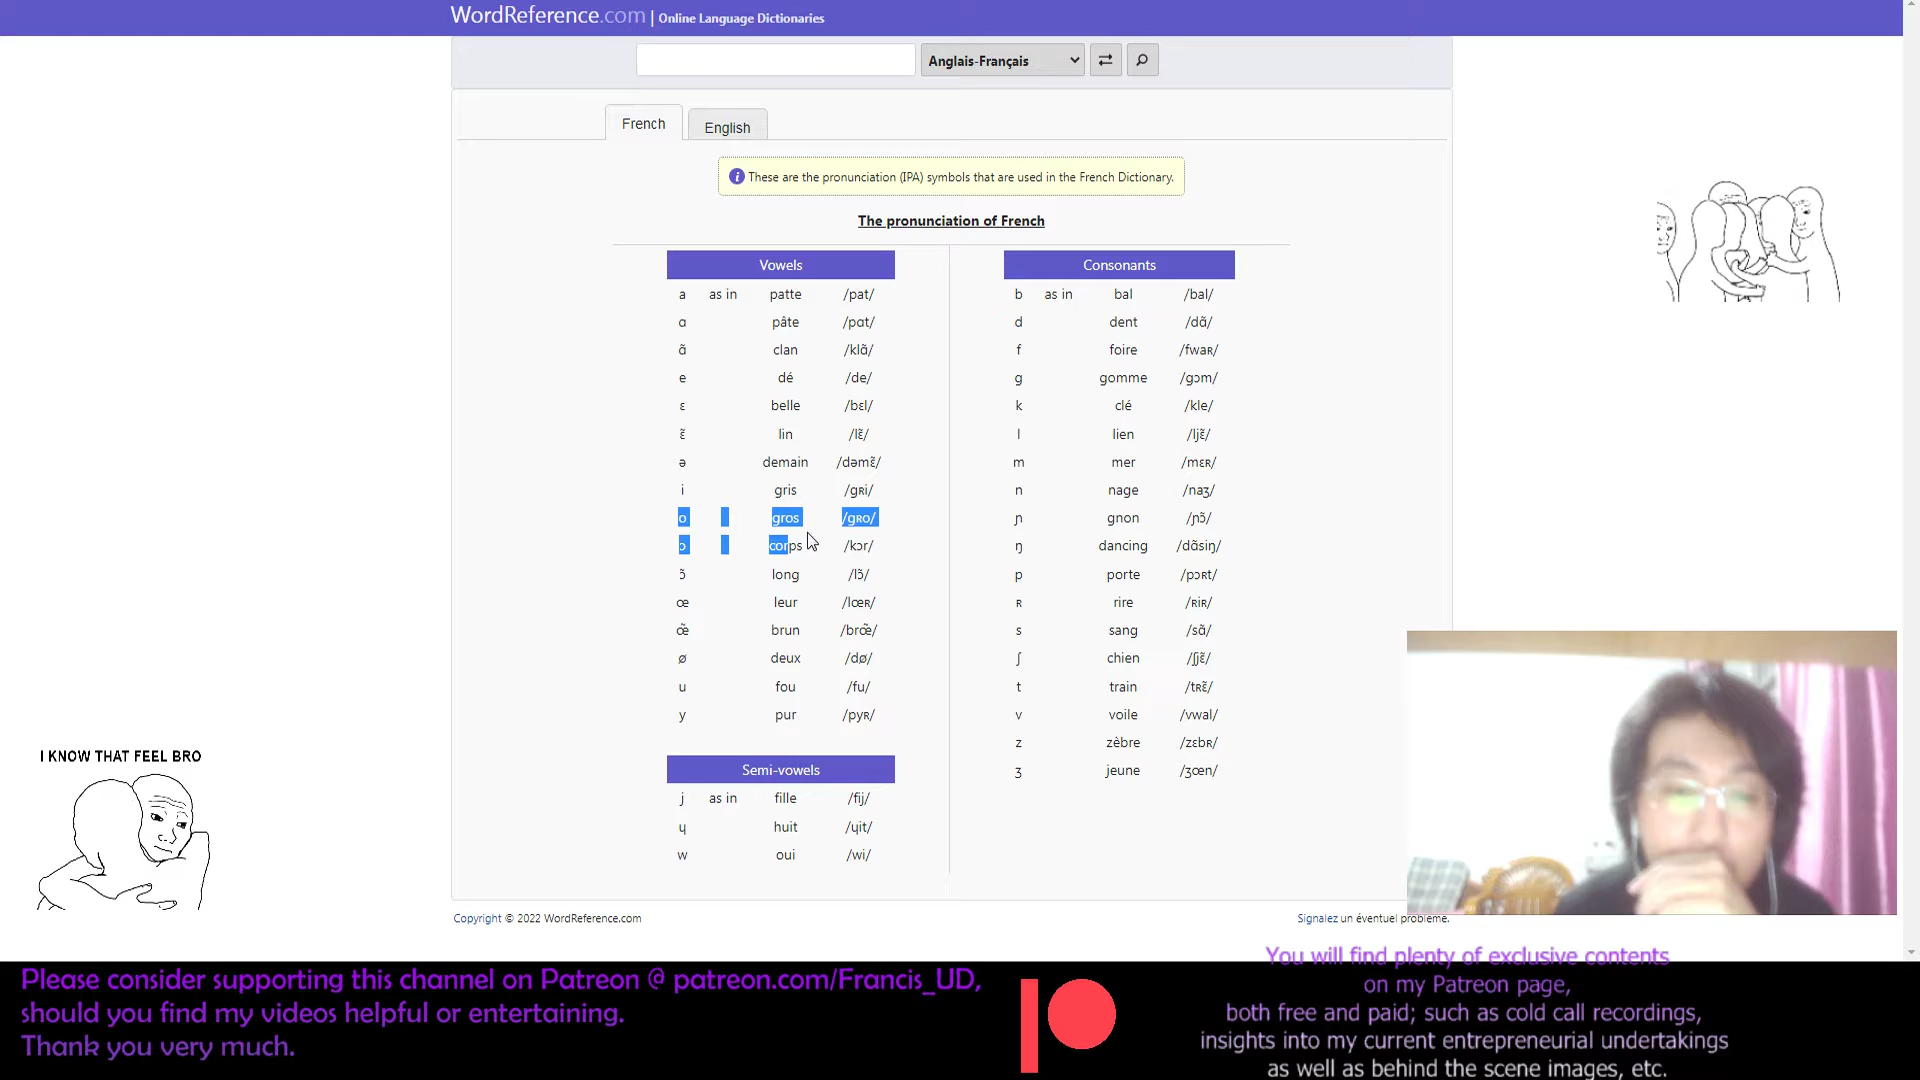 WordReference.com | Online Language Dictionaries
Anglais-Français
French
English
These are the pronunciation (IPA) symbols that are used in the French Dictionary.
The pronunciation of French
Vowels
a as in patte /pat/
ɑ pâte /pɑt/
ɑ̃ clan /klɑ̃/
e dé /de/
ɛ belle /bɛl/
ɛ̃ lin /lɛ̃/
ə demain /dəmɛ̃/
i gris /gʀi/
o gros /gʀo/
ɔ corps /kɔr/
ɔ̃ long /lɔ̃/
œ leur /lœʀ/
œ̃ brun /brœ̃/
ø deux /dø/
u fou /fu/
y pur /pyʀ/
Semi-vowels
j as in fille /fij/
ɥ huit /ɥit/
w oui /wi/
Consonants
b as in bal /bal/
d dent /dɑ̃/
f foire /fwaʀ/
g gomme /gɔm/
k clé /kle/
l lien /ljɛ̃/
m mer /mɛʀ/
n nage /naʒ/
ɲ gnon /ɲɔ̃/
ŋ dancing /dɑ̃siŋ/
p porte /pɔʀt/
ʀ rire /ʀiʀ/
s sang /sɑ̃/
ʃ chien /ʃjɛ̃/
t train /tʀɛ̃/
v voile /vwal/
z zèbre /zɛbʀ/
ʒ jeune /ʒœn/
Copyright © 2022 WordReference.com
Signalez un éventuel problème.
I KNOW THAT FEEL BRO
Please consider supporting this channel on Patreon @ patreon.com/Francis_UD,
should you find my videos helpful or entertaining.
Thank you very much.
You will find plenty of exclusive contents
on my Patreon page,
both free and paid; such as cold call recordings,
insights into my current entrepreneurial undertakings
as well as behind the scene images, etc.